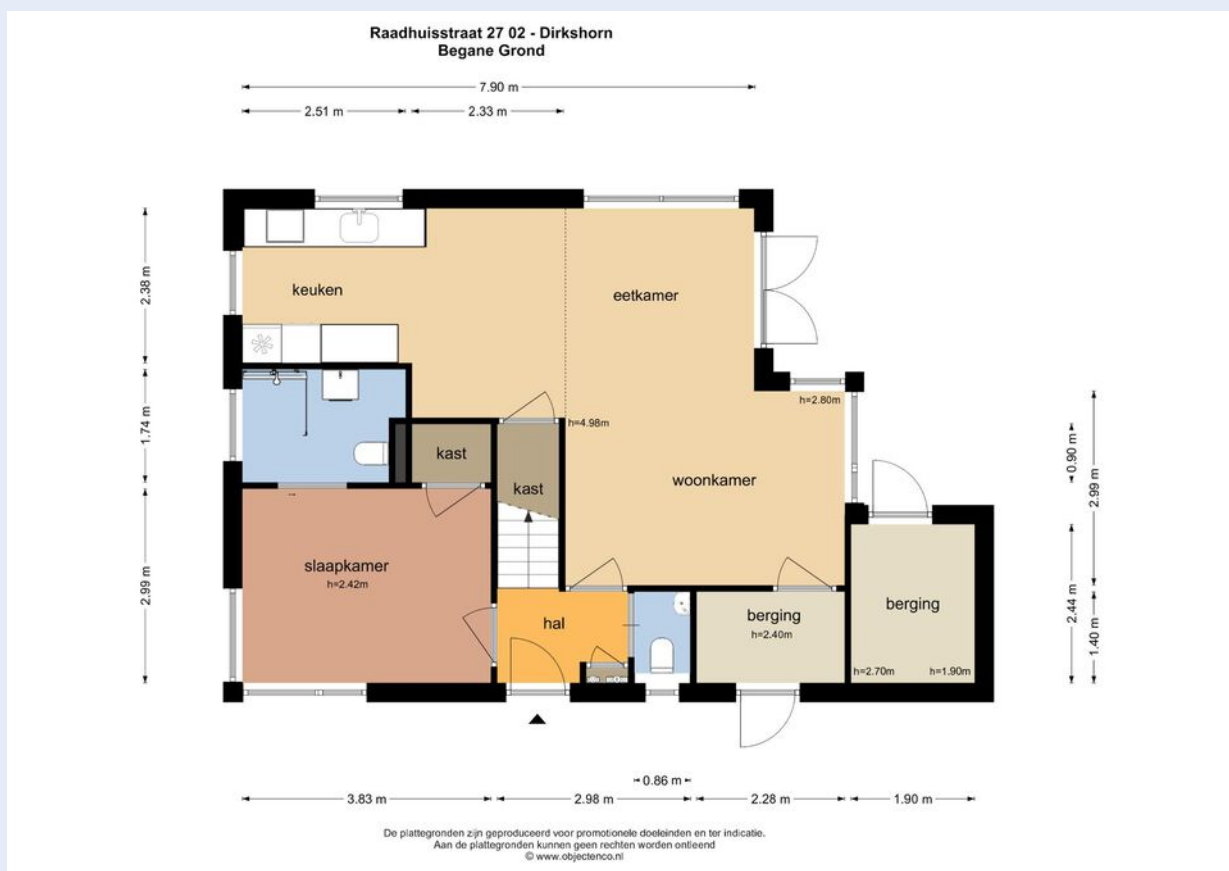 Raadhuisstraat 27 02 - Dirkshorn
Begane Grond
7.90 m
2.51 m
2.33 m
2.38 m
1.74 m
2.99 m
keuken
eetkamer
h=2.80m
h=4.98m
kast
kast
woonkamer
slaapkamer
h=2.42m
hal
berging
h=2.40m
berging
h=2.70m
h=1.90m
0.90 m
2.99 m
2.44 m
1.40 m
0.86 m
3.83 m
2.98 m
2.28 m
1.90 m
De plattegronden zijn geproduceerd voor promotionele doeleinden en ter indicatie.
Aan de plattegronden kunnen geen rechten worden ontleend
© www.objectenco.nl